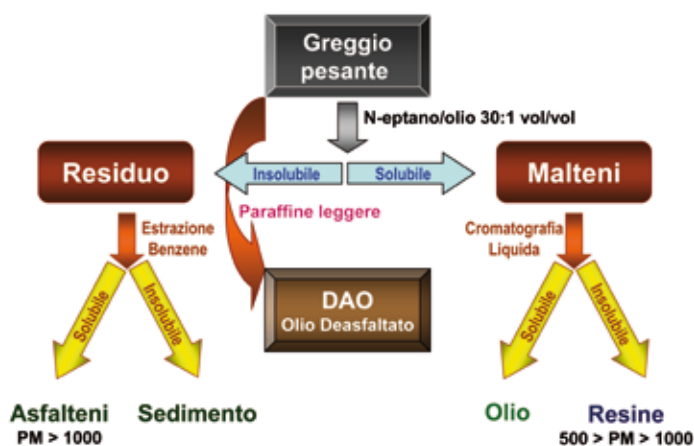 Greggio
pesante
N-eptano/olio 30:1 vol/vol
Residuo
Insolubile
Solubile
Malteni
Paraffine leggere
Estrazione
Benzene
Cromatografia
Liquida
DAO
Olio Deasfaltato
Solubile
Insolubile
Solubile
Insolubile
Asfalteni
PM > 1000
Sedimento
Olio
Resine
500 > PM > 1000